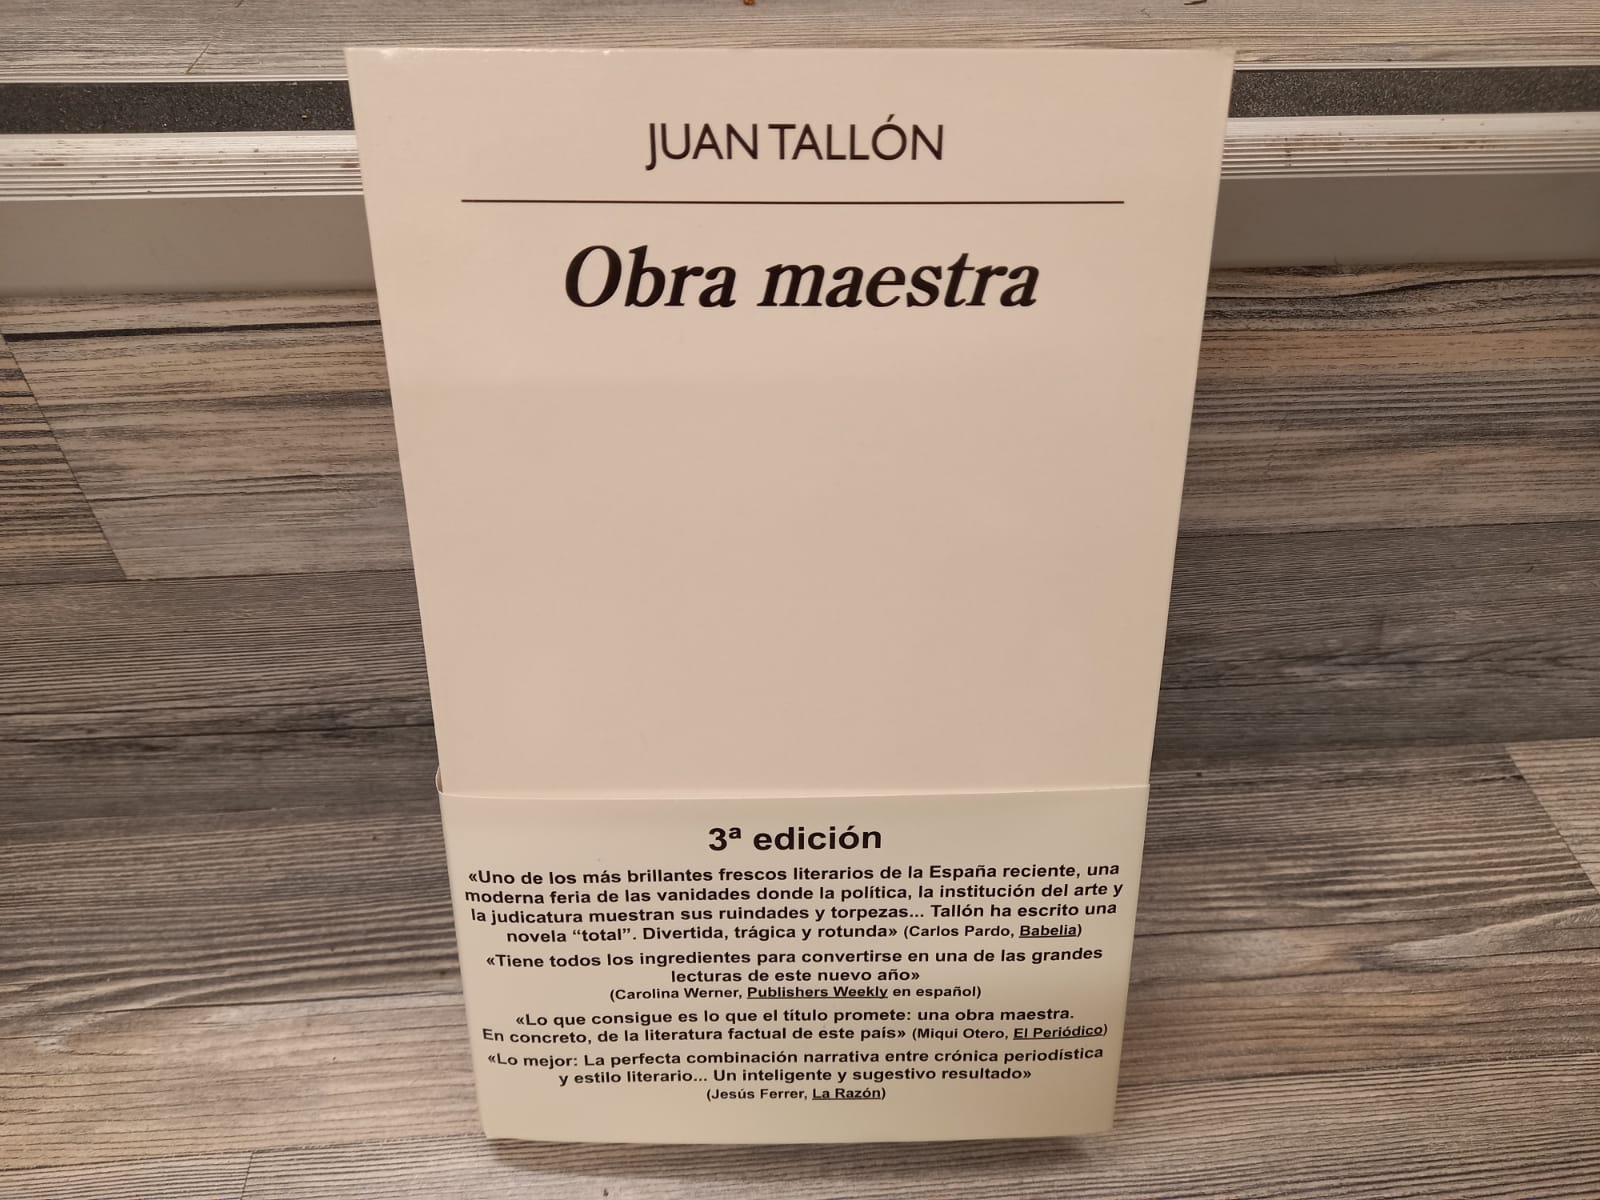 JUAN TALLÓN
Obra maestra
3ª edición
«Uno de los más brillantes frescos literarios de la España reciente, una
moderna feria de las vanidades donde la política, la institución del arte y
la judicatura muestran sus ruindades y torpezas... Tallón ha escrito una
novela “total”. Divertida, trágica y rotunda» (Carlos Pardo, Babelia)
«Tiene todos los ingredientes para convertirse en una de las grandes
lecturas de este nuevo año»
(Carolina Werner, Publishers Weekly en español)
«Lo que consigue es lo que el título promete: una obra maestra.
En concreto, de la literatura factual de este país» (Miqui Otero, El Periódico)
«Lo mejor: La perfecta combinación narrativa entre crónica periodística
y estilo literario... Un inteligente y sugestivo resultado»
(Jesús Ferrer, La Razón)